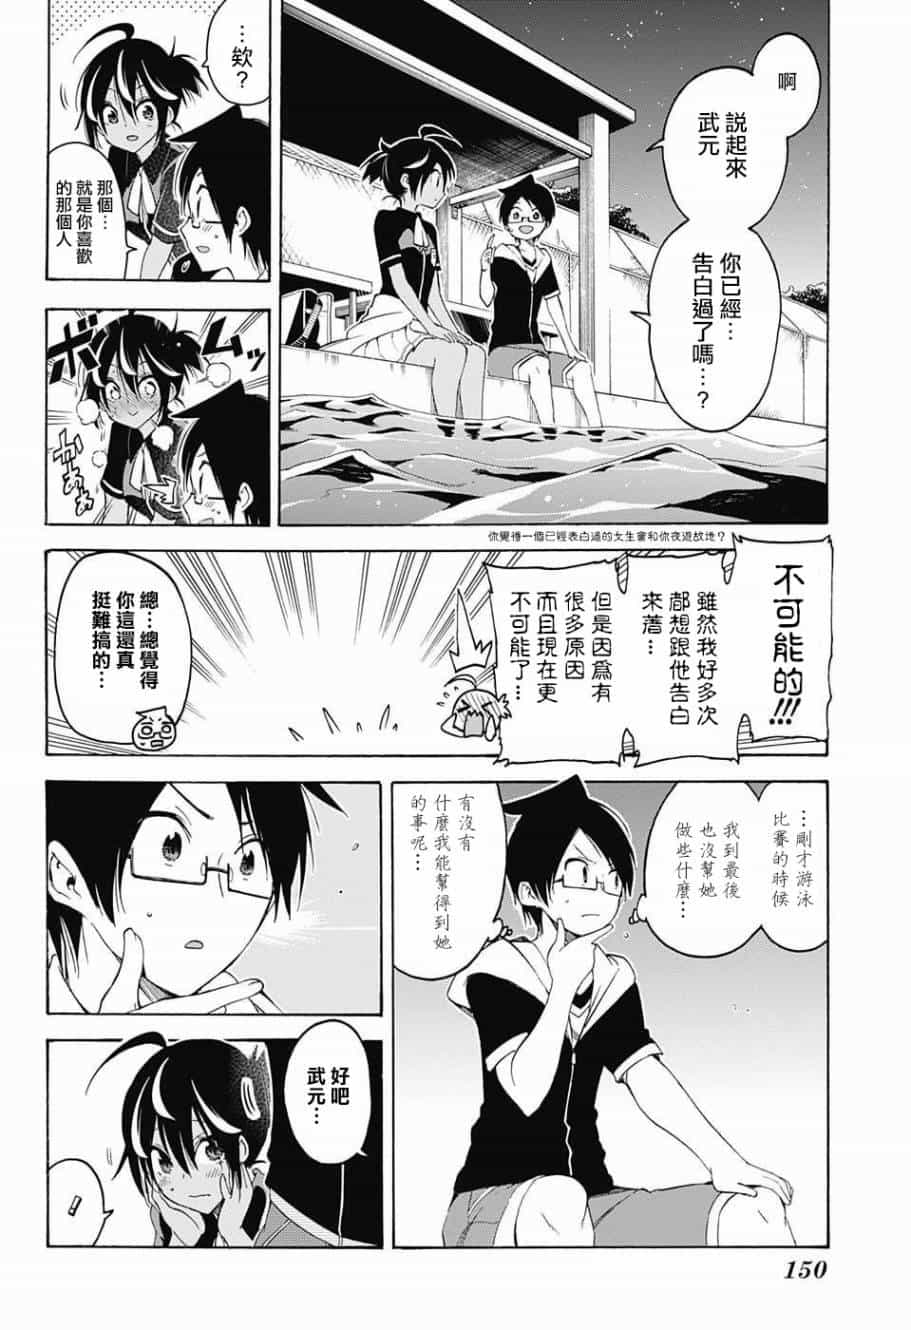 啊
說起來
武元
你已經…
告白過了嗎…？
…欸？
那個…
就是你喜歡
的那個人
ボムッ
かぁぁぁ
你覺得一個已經表白過的女生會和你夜遊故地？
不可能的!!!
雖然我好多次
都想跟他告白
來著…
但是因為有
很多原因
而且現在更
不可能了…
總…總覺得
你這還真
挺難搞的…
…剛才游泳
比賽的時候
我到最後
也沒幫她
做些什麼…
有沒有
什麼我能幫得到她
的事呢…
好吧
武元…
！
150